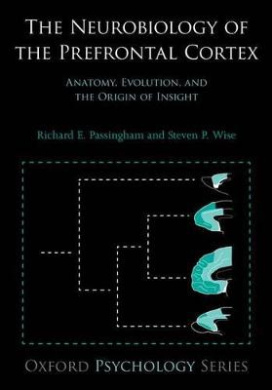 THE NEUROBIOLOGY OF
THE PREFRONTAL CORTEX
ANATOMY, EVOLUTION, AND
THE ORIGIN OF INSIGHT
Richard E. Passingham and Steven P. Wise
OXFORD PSYCHOLOGY SERIES